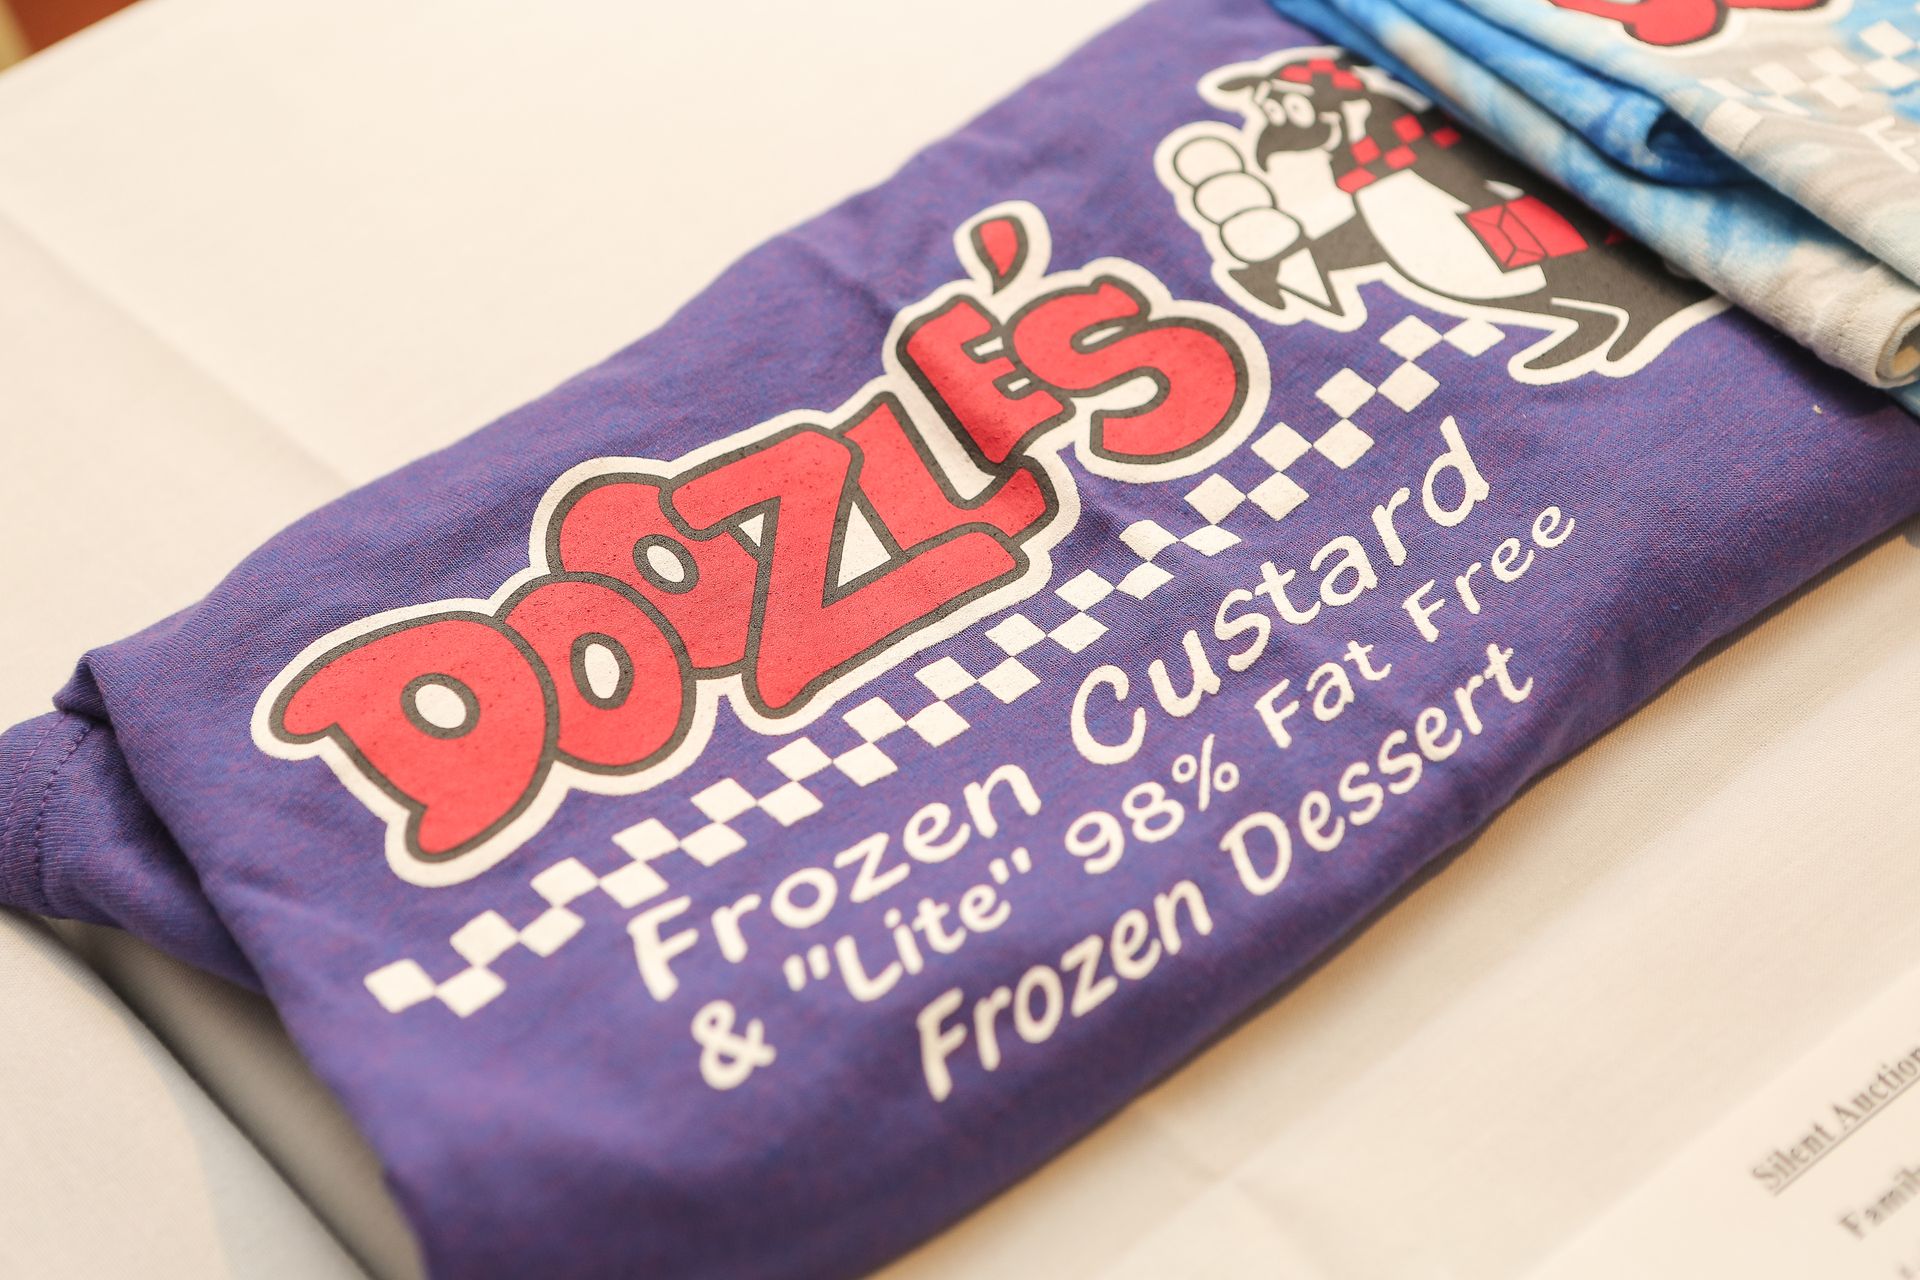 DOOZLE'S
Frozen Custard
& "Lite" 98% Fat Free
Frozen Dessert
Silent Auction